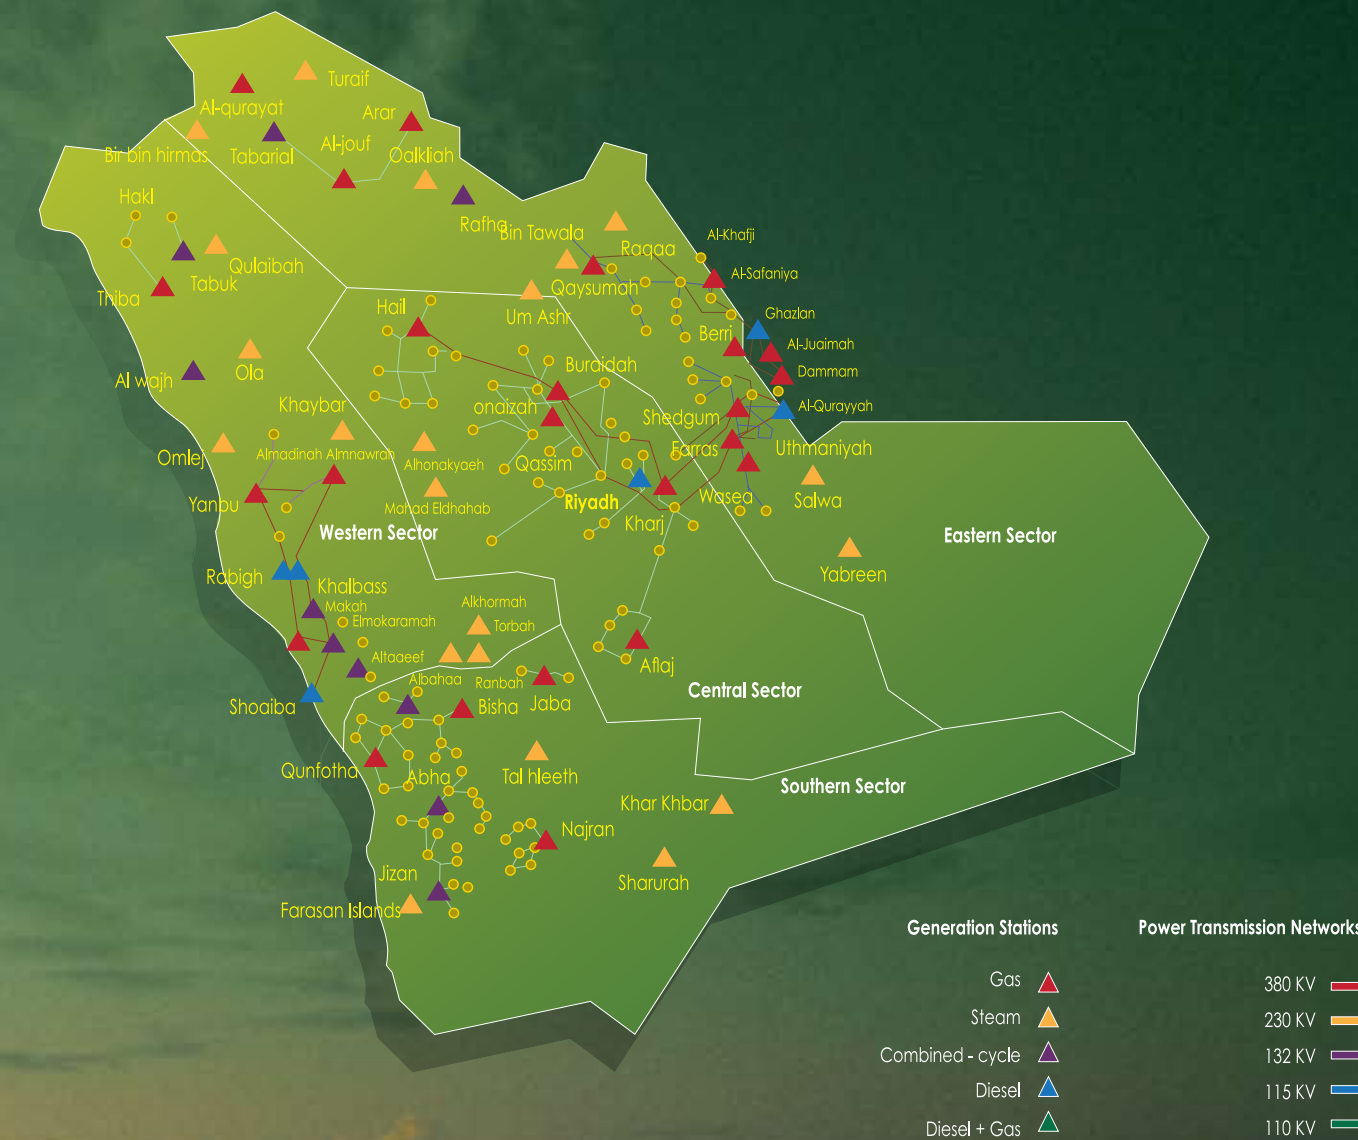 Turaif
Al-qurayat
Arar
Al-jouf
Bir bin hirmas
Tabarial
Oalkliah
Hakl
Rafha
Bin Tawala
Raqaa
Al-Khafji
Qulaibah
Tabuk
Thiba
Al-Safaniya
Qaysumah
Hail
Um Ashr
Ghazlan
Berri
Al-Juaimah
Buraidah
Dammam
Ola
Al wajh
Khaybar
onaizah
Shedgum
Al-Qurayyah
Omlej
Almadinah Almnawran
Alhonakyaeh
Qassim
Farras
Uthmaniyah
Yanbu
Mahad Eldhahab
Riyadh
Wasea
Salwa
Kharj
Western Sector
Eastern Sector
Rabigh
Khalbass
Yabreen
Makah
Elmokaramah
Alkhormah
Torbah
Altaaeef
Aflaj
Albahaa
Ranbah
Jaba
Central Sector
Shoaiba
Bisha
Qunfotha
Abha
Tal hleeth
Southern Sector
Khar Khbar
Najran
Jizan
Sharurah
Farasan Islands
Generation Stations
Gas
Steam
Combined - cycle
Diesel
Diesel + Gas
Power Transmission Networks
380 KV
230 KV
132 KV
115 KV
110 KV